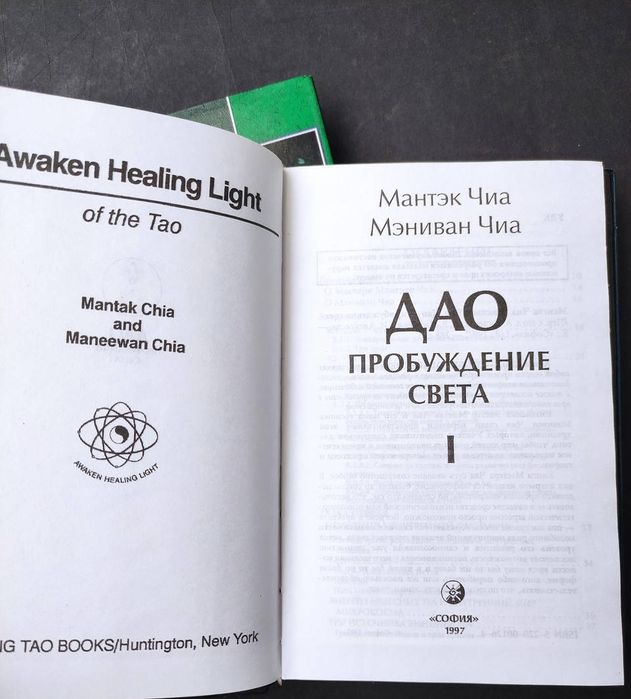 Awaken Healing Light
of the Tao
Mantak Chia
and
Maneewan Chia
AWAKEN HEALING LIGHT
NG TAO BOOKS/Huntington, New York
Мантэк Чиа
Мэниван Чиа
ДАО
ПРОБУЖДЕНИЕ
СВЕТА
I
«СОФИЯ»
1997